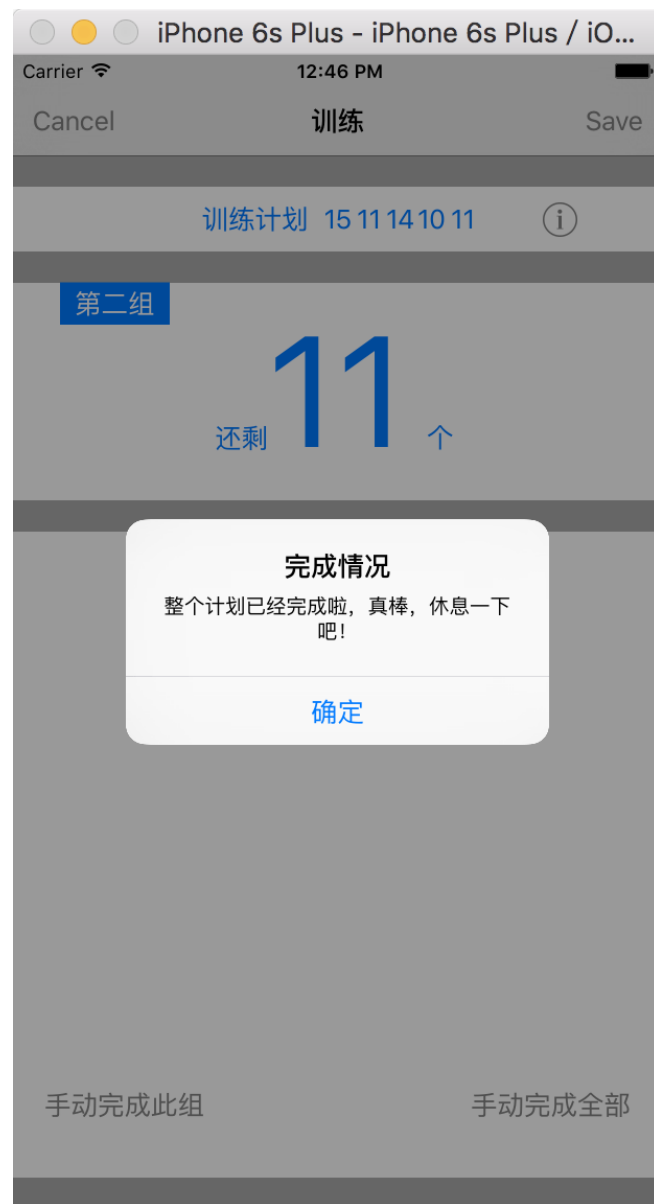 iPhone 6s Plus - iPhone 6s Plus / iO...
Carrier 12:46 PM
Cancel 训练 Save
训练计划 15 11 14 10 11 i
第二组
还剩 11 个
完成情况
整个计划已经完成啦，真棒，休息一下
吧！
确定
手动完成此组 手动完成全部